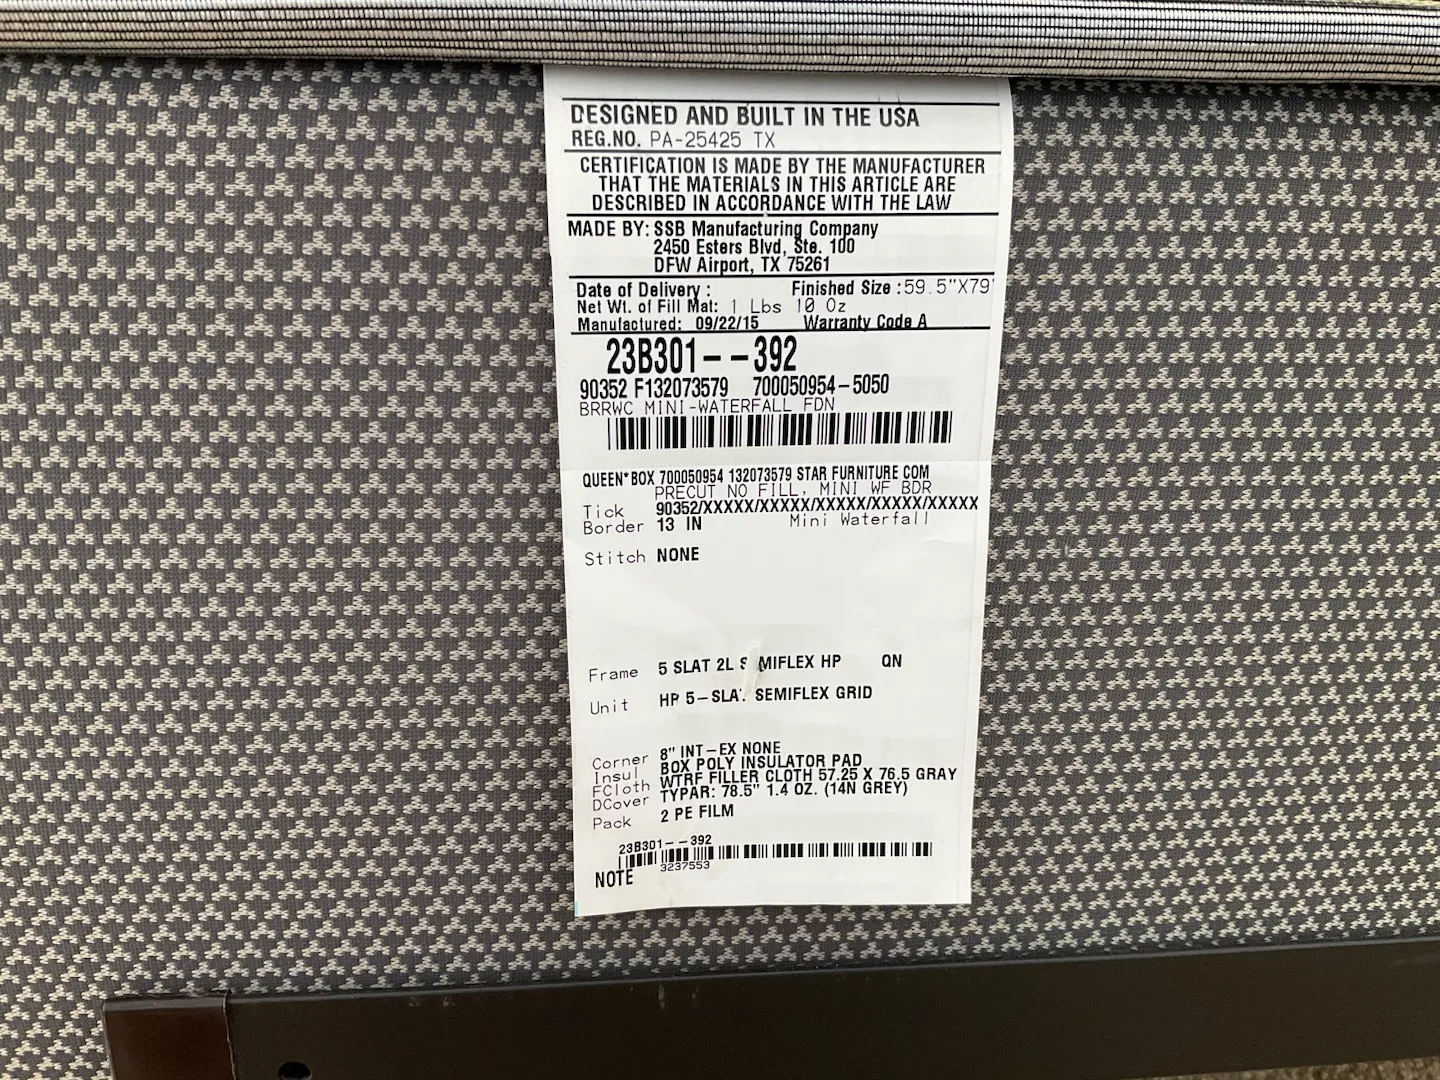 DESIGNED AND BUILT IN THE USA
REG.NO. PA-25425 TX
CERTIFICATION IS MADE BY THE MANUFACTURER
THAT THE MATERIALS IN THIS ARTICLE ARE
DESCRIBED IN ACCORDANCE WITH THE LAW
MADE BY: SSB Manufacturing Company
2450 Esters Blvd, Ste. 100
DFW Airport, TX 75261
Date of Delivery : Finished Size :59.5"X79'
Net Wt. of Fill Mat: 1 Lbs 10 Oz
Manufactured: 09/22/15 Warranty Code A
23B301--392
90352 F132073579 700050954-5050
BRRWC MINI-WATERFALL FDN
QUEEN*BOX 700050954 132073579 STAR FURNITURE COM
PRECUT NO FILL, MINI WF BDR
Tick 90352/XXXXX/XXXXX/XXXXX/XXXXX/XXXXX
Border 13 IN Mini Waterfall
Stitch NONE
Frame 5 SLAT 2L SEMIFLEX HP QN
Unit HP 5-SLAT SEMIFLEX GRID
Corner 8" INT-EX NONE
Insul BOX POLY INSULATOR PAD
FCloth WTRF FILLER CLOTH 57.25 X 76.5 GRAY
DCover TYPAR: 78.5" 1.4 OZ. (14N GREY)
Pack 2 PE FILM
23B301--392
3237553
NOTE